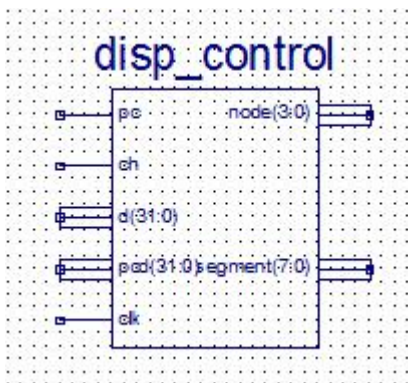 disp_control
pc node(3:0)
ch
d(31:0)
pcd(31:0) segment(7:0)
clk